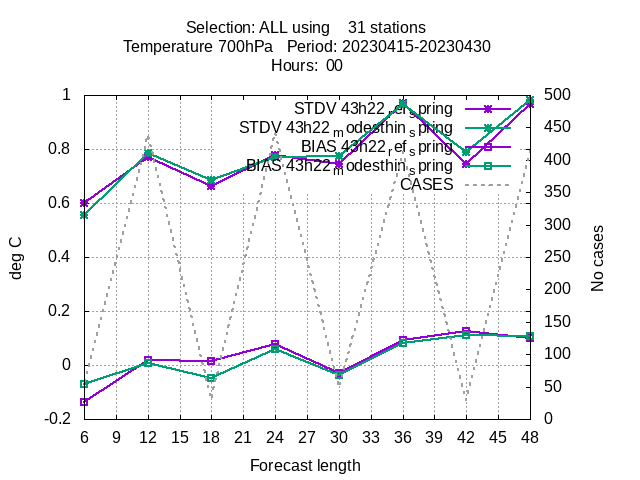 Selection: ALL using    31 stations
Temperature 700hPa   Period: 20230415-20230430
Hours:  00
1
0.8
0.6
0.4
0.2
0
-0.2
deg C
STDV 43h22_ref_spring
STDV 43h22_modesthin_spring
BIAS 43h22_ref_spring
BIAS 43h22_modesthin_spring
CASES
500
450
400
350
300
250
200
150
100
50
0
No cases
6 9 12 15 18 21 24 27 30 33 36 39 42 45 48
Forecast length